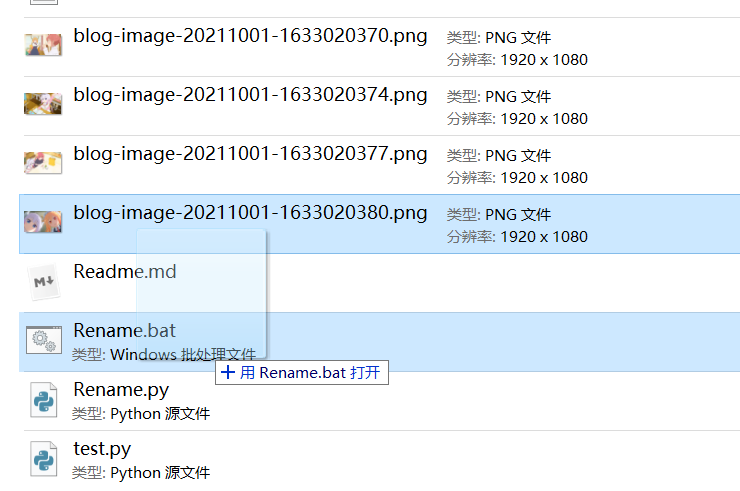 blog-image-20211001-1633020370.png
类型: PNG 文件
分辨率: 1920 x 1080
blog-image-20211001-1633020374.png
类型: PNG 文件
分辨率: 1920 x 1080
blog-image-20211001-1633020377.png
类型: PNG 文件
分辨率: 1920 x 1080
blog-image-20211001-1633020380.png
类型: PNG 文件
分辨率: 1920 x 1080
M
Readme.md
Rename.bat
类型: Windows 批处理文件
用 Rename.bat 打开
Rename.py
类型: Python 源文件
test.py
类型: Python 源文件